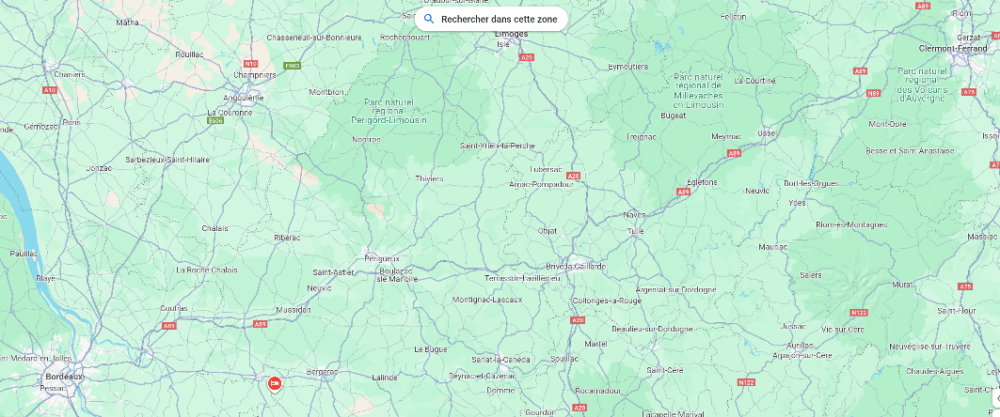 Rechercher dans cette zone
Felletin
A89
Riom
Matha
Chasseneuil-sur-Bonnieure
Rochechouart
Limoges
Isle
Gerzat
Clermont-Ferrand
Rouillac
A20
E603
N10
Chaniers
Champniers
Eymoutiers
A89
Parc naturel
régional de
Millevaches
en Limousin
La Courtine
Parc naturel
régional
des Volcans
d'Auvergne
A10
Montbron
Angoulême
N89
A75
La Couronne
Parc naturel
régional
Périgord-Limousin
Bugeat
E606
Gémozac
Pons
Mont-Dore
Nontron
Treignac
Meymac
Ussel
Saint-Yrieix-la-Perche
A89
Besse-et-Saint-Anastaise
Barbezieux-Saint-Hilaire
Jonzac
Lubersac
A20
Thiviers
Arnac-Pompadour
Égletons
Bort-les-Orgues
A89
Neuvic
Ydes
Naves
Chalais
Objat
Tulle
Riom-ès-Montagnes
Ribérac
Massiac
Mauriac
Pauillac
Périgueux
La Roche-Chalais
Saint-Astier
Boulazac
Isle Manoire
Brive-la-Gaillarde
Blaye
Terrasson-Lavilledieu
Salers
Neuvic
Murat
A75
Argentat-sur-Dordogne
Montignac-Lascaux
Collonges-la-Rouge
Coutras
Mussidan
N122
Saint-Flour
A89
A89
A20
Jussac
Vic-sur-Cère
Beaulieu-sur-Dordogne
Martel
Aurillac
Neuvéglise-sur-Truyère
Le Bugue
Arpajon-sur-Cère
Sarlat-la-Canéda
Souillac
Bergerac
Saint-Céré
Bordeaux
Lalinde
Beynac-et-Cazenac
Chaudes-Aigues
N122
Pessac
Domme
Rocamadour
A20
Gourdon